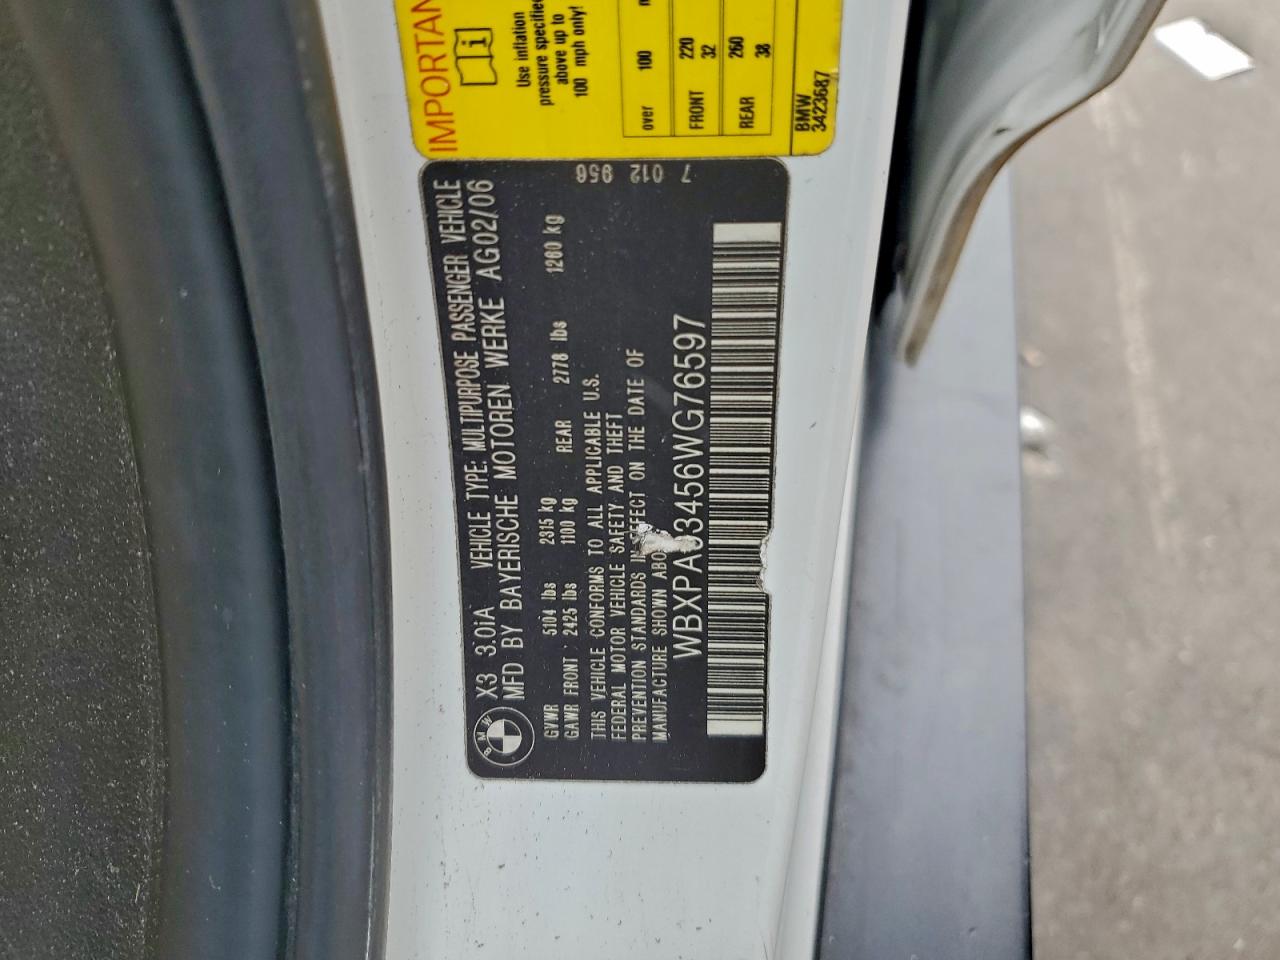 IMPORTAN
Use inflation
pressure specified
above up to
100 mph only!
over 100
FRONT 220
32
REAR 260
38
BMW
3423687
7 012 956
BMW
X3 3.0iA VEHICLE TYPE: MULTIPURPOSE PASSENGER VEHICLE
MFD BY BAYERISCHE MOTOREN WERKE AG02/06
GVWR 5104 lbs 2315 kg
GAWR FRONT : 2425 lbs 1100 kg REAR 2778 lbs 1260 kg
THIS VEHICLE CONFORMS TO ALL APPLICABLE U.S.
FEDERAL MOTOR VEHICLE SAFETY AND THEFT
PREVENTION STANDARDS IN EFFECT ON THE DATE OF
MANUFACTURE SHOWN ABO
WBXPA93456WG76597